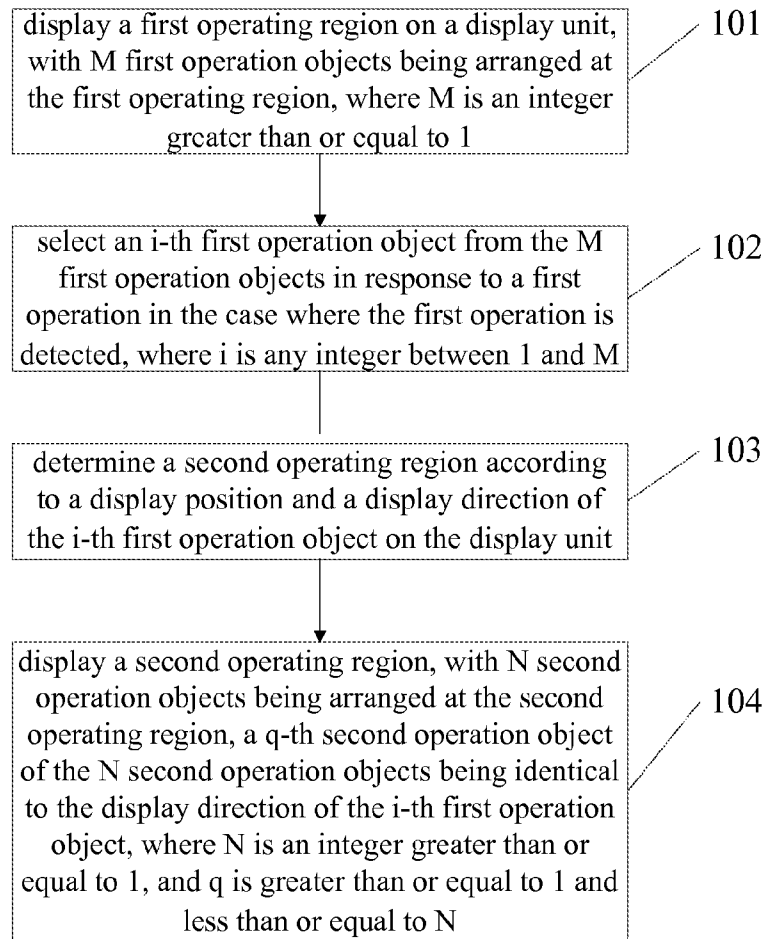 display a first operating region on a display unit,
with M first operation objects being arranged at
the first operating region, where M is an integer
greater than or equal to 1
101
select an i-th first operation object from the M
first operation objects in response to a first
operation in the case where the first operation is
detected, where i is any integer between 1 and M
102
determine a second operating region according
to a display position and a display direction of
the i-th first operation object on the display unit
103
display a second operating region, with N second
operation objects being arranged at the second
operating region, a q-th second operation object
of the N second operation objects being identical
to the display direction of the i-th first operation
object, where N is an integer greater than or
equal to 1, and q is greater than or equal to 1 and
less than or equal to N
104